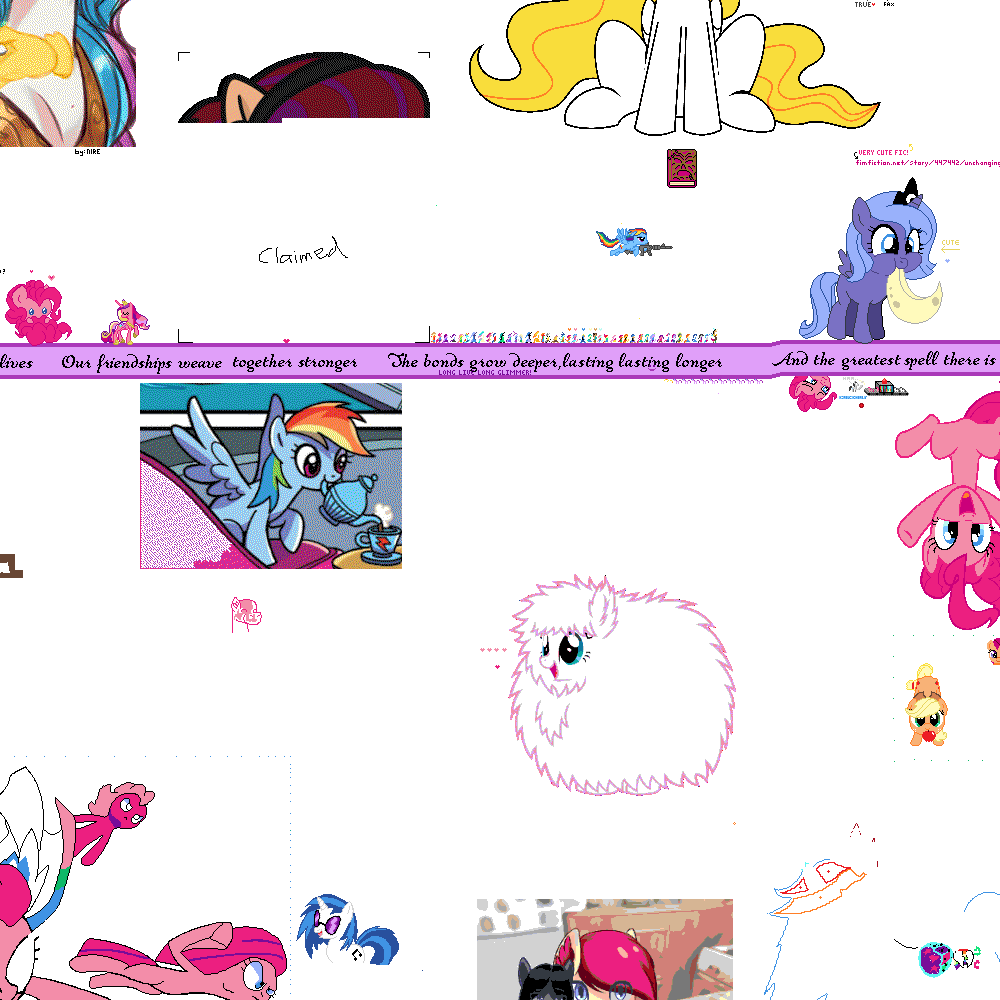 TRUE♥ FAX
by: NIRE
VERY CUTE FIC!
fimfiction.net/story/447442/unchanging
Claimed
CUTE
lives Our friendships weave together stronger The bonds grow deeper, lasting lasting longer And the greatest spell there is
LONG LIVE LONG GLIMMER!